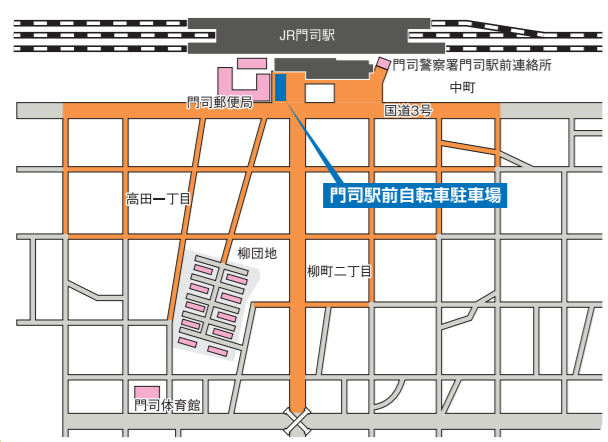 JR門司駅
門司警察署門司駅前連絡所
中町
門司郵便局
国道3号
門司駅前自転車駐車場
高田一丁目
柳団地
柳町二丁目
門司体育館